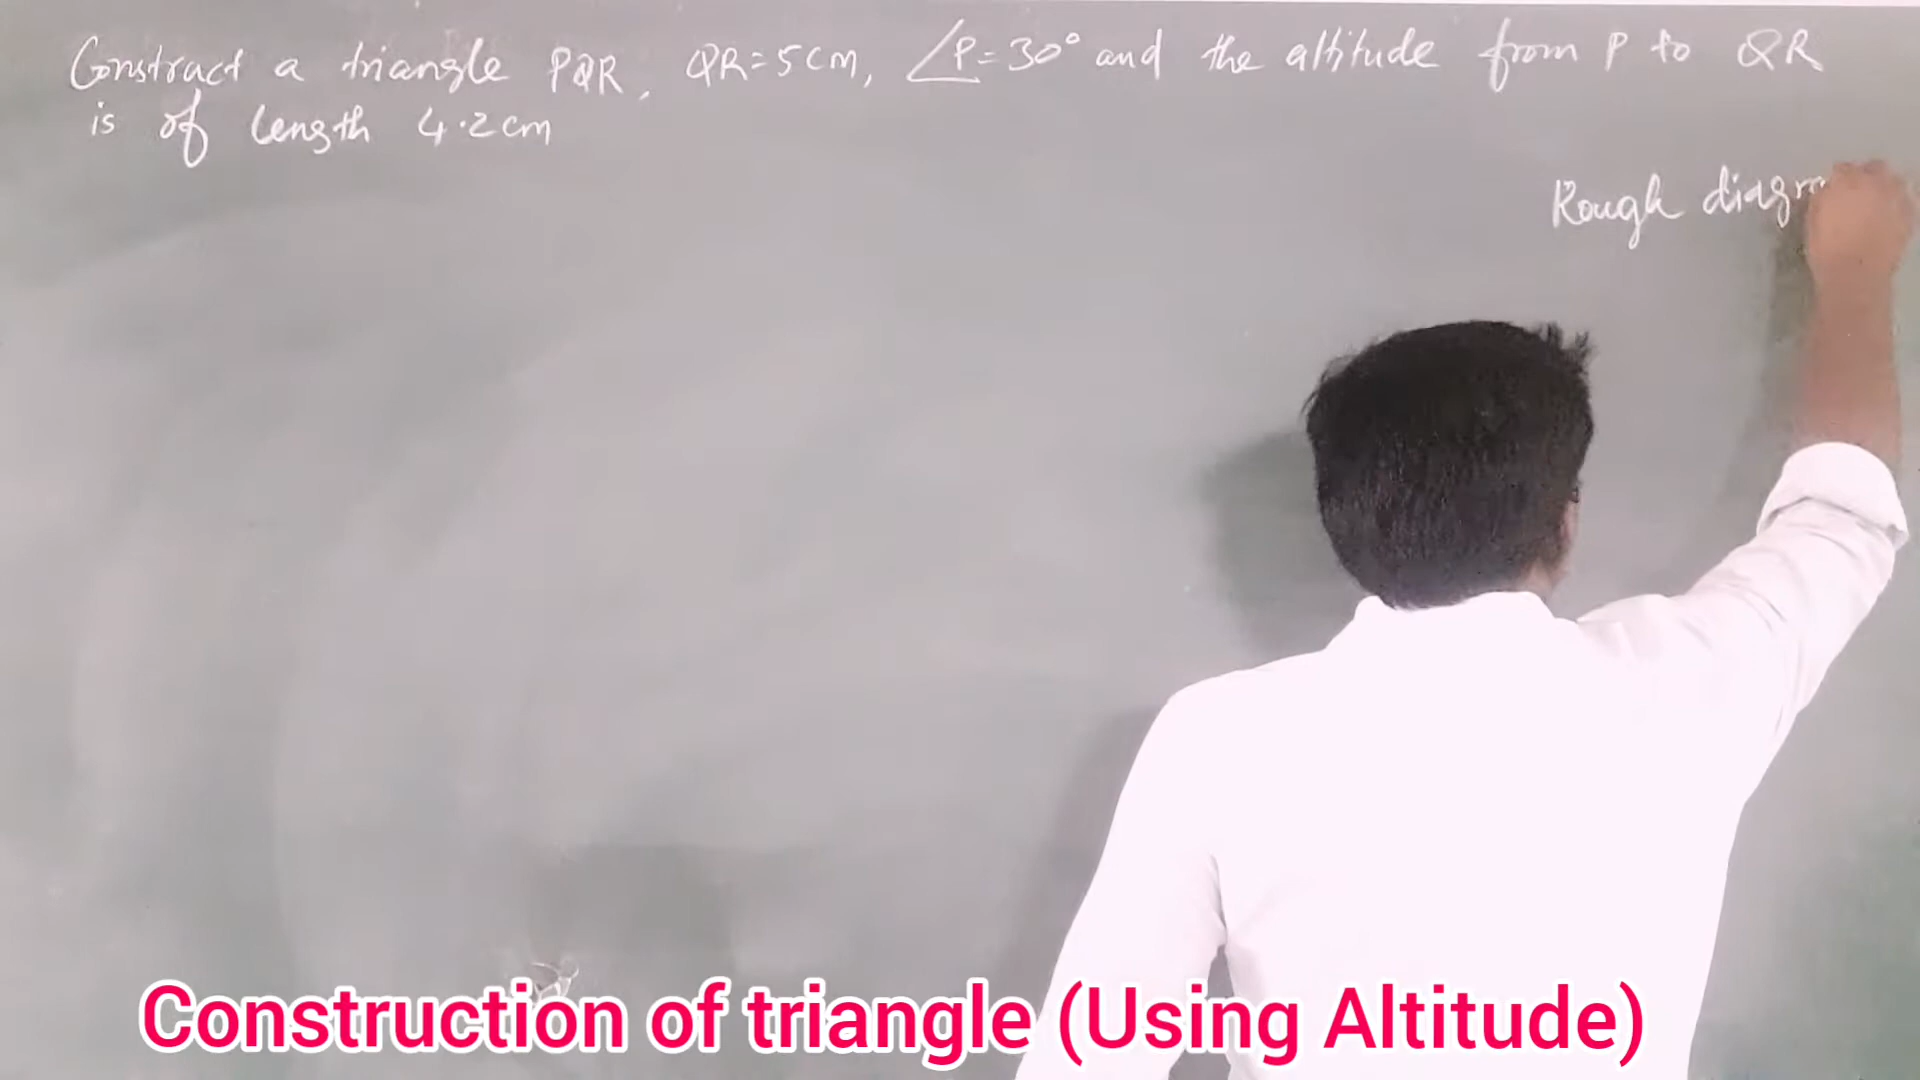 Construct a triangle PQR, QR=5cm, ∠P=30° and the altitude from P to QR
is of length 4.2cm
Rough diagr
Construction of triangle (Using Altitude)